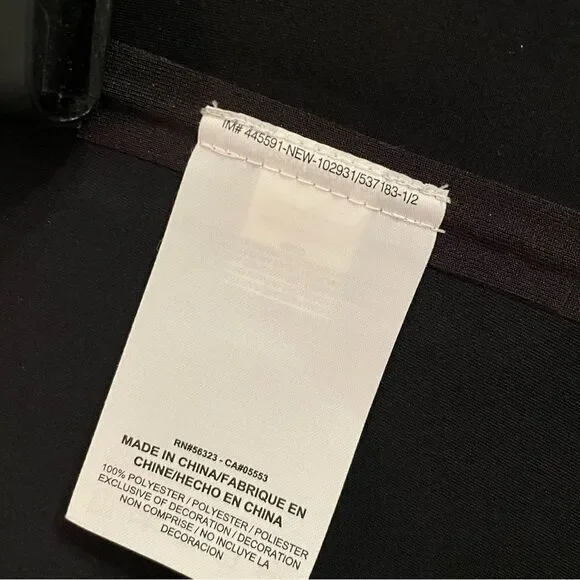 IM# 445591-NEW-102931/537183-1/2
RN#56323 - CA#05553
MADE IN CHINA/FABRIQUE EN
CHINE/HECHO EN CHINA
100% POLYESTER / POLYESTER / POLIESTER
EXCLUSIVE OF DECORATION / DECORATION
NON COMPRISE / NO INCLUYE LA
DECORACION